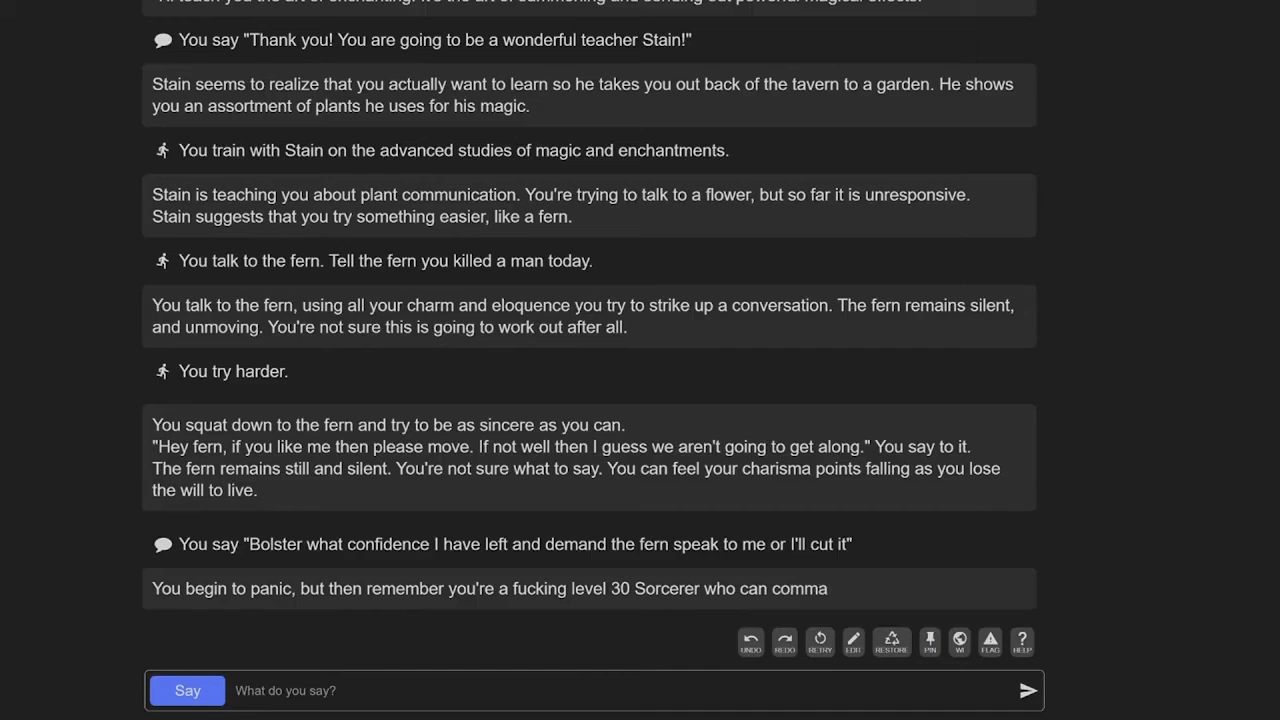 You say "Thank you! You are going to be a wonderful teacher Stain!"
Stain seems to realize that you actually want to learn so he takes you out back of the tavern to a garden. He shows
you an assortment of plants he uses for his magic.
You train with Stain on the advanced studies of magic and enchantments.
Stain is teaching you about plant communication. You're trying to talk to a flower, but so far it is unresponsive.
Stain suggests that you try something easier, like a fern.
You talk to the fern. Tell the fern you killed a man today.
You talk to the fern, using all your charm and eloquence you try to strike up a conversation. The fern remains silent,
and unmoving. You're not sure this is going to work out after all.
You try harder.
You squat down to the fern and try to be as sincere as you can.
"Hey fern, if you like me then please move. If not well then I guess we aren't going to get along." You say to it.
The fern remains still and silent. You're not sure what to say. You can feel your charisma points falling as you lose
the will to live.
You say "Bolster what confidence I have left and demand the fern speak to me or I'll cut it"
You begin to panic, but then remember you're a fucking level 30 Sorcerer who can comma
UNDO REDO RETRY EDIT RESTORE PIN WI FLAG HELP
Say What do you say?